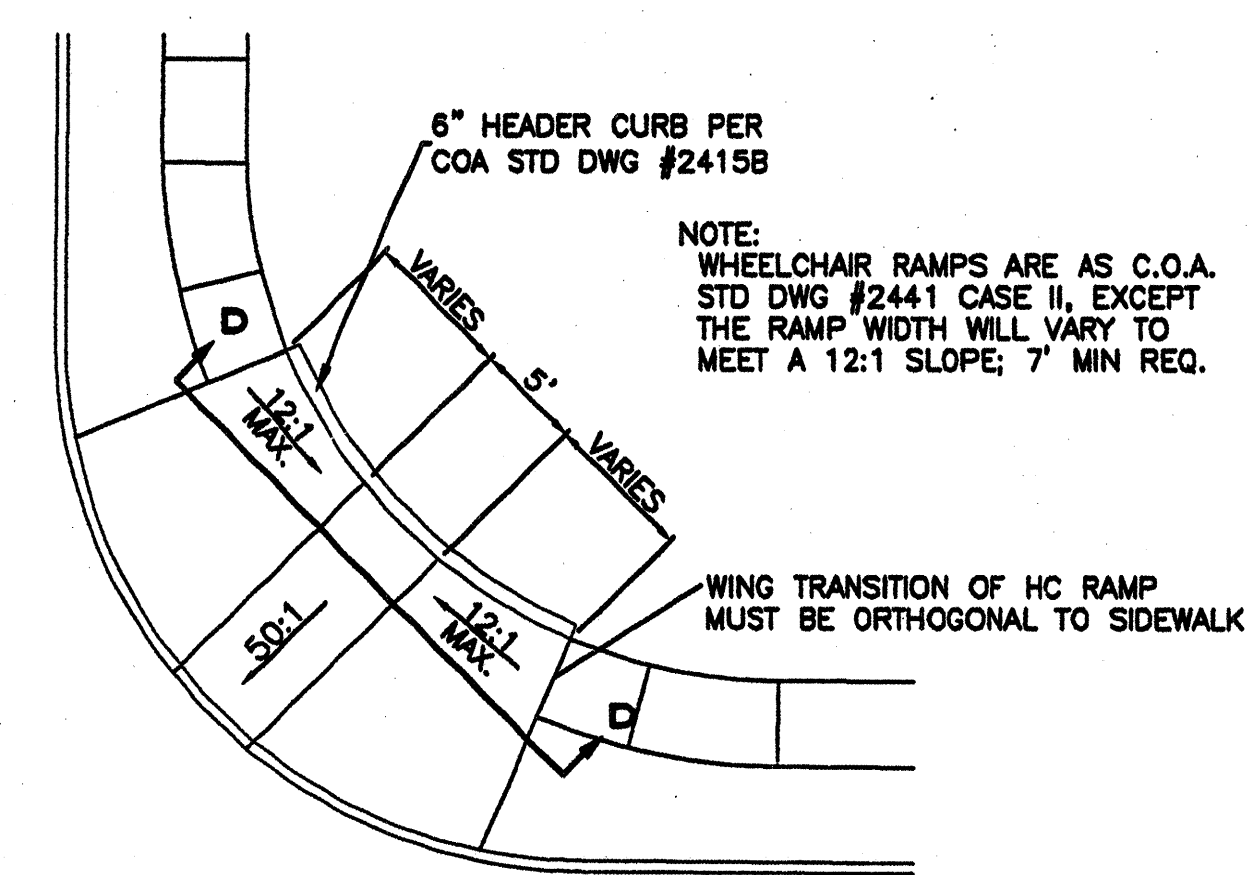 6" HEADER CURB PER
COA STD DWG #2415B
NOTE:
WHEELCHAIR RAMPS ARE AS C.O.A.
STD DWG #2441 CASE II, EXCEPT
THE RAMP WIDTH WILL VARY TO
MEET A 12:1 SLOPE; 7' MIN REQ.
VARIES
5'
VARIES
D
12:1
MAX.
50:1
12:1
MAX.
WING TRANSITION OF HC RAMP
MUST BE ORTHOGONAL TO SIDEWALK
D